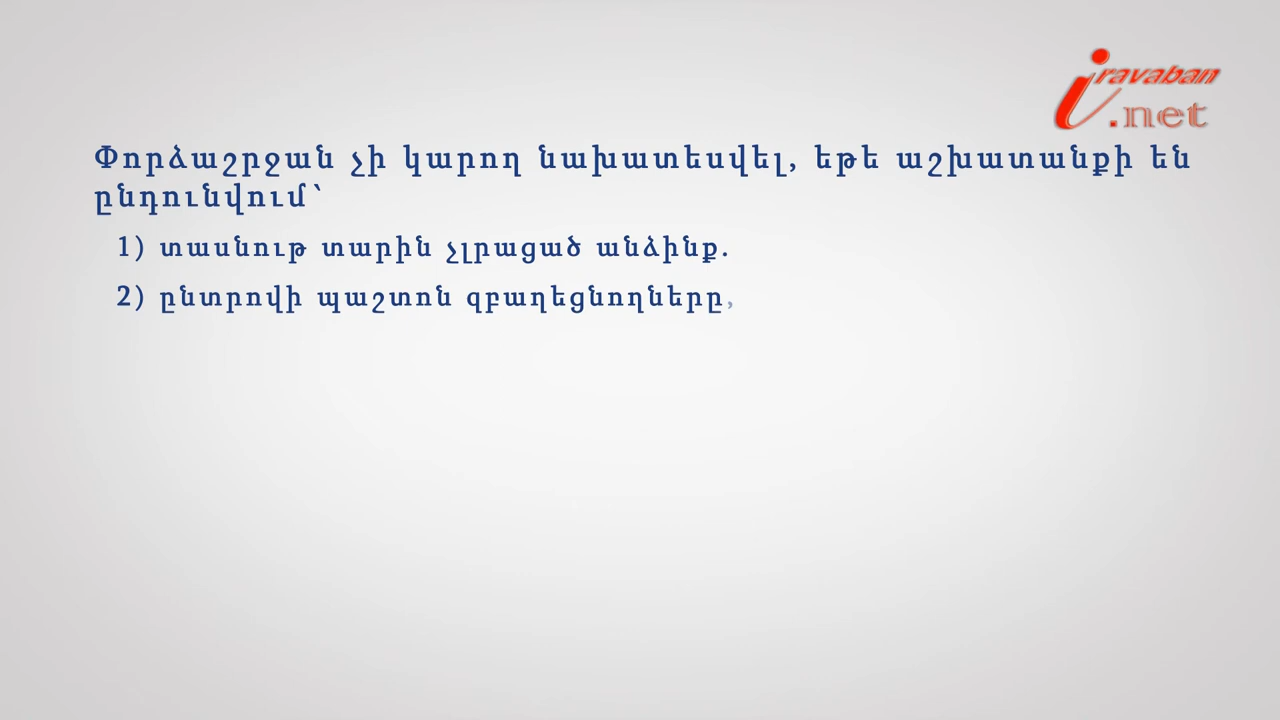 iravaban
.net
Փորձաշրջան չի կարող նախատեսվել, եթե աշխատանքի են
ընդունվում՝
1) տասնութ տարին չլրացած անձինք.
2) ընտրովի պաշտոն զբաղեցնողները,